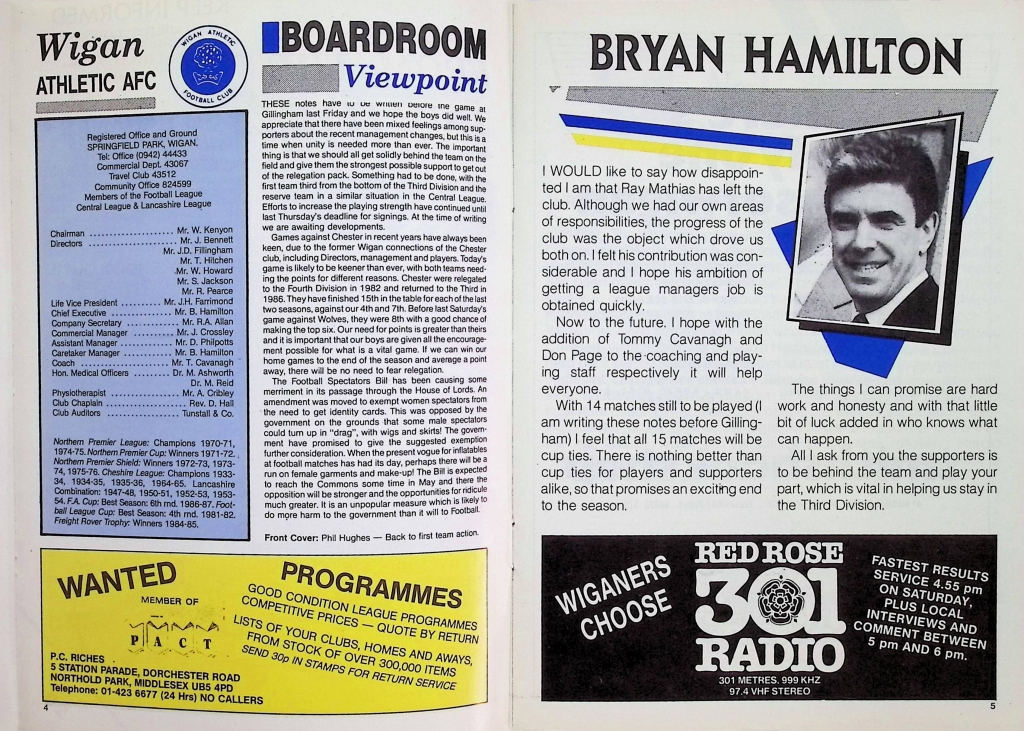 Wigan
ATHLETIC AFC
WIGAN ATHLETIC
FOOTBALL CLUB
Registered Office and Ground
SPRINGFIELD PARK, WIGAN.
Tel: Office (0942) 44433
Commercial Dept. 43067
Travel Club 43512
Community Office 824599
Members of the Football League
Central League & Lancashire League
Chairman ........................ Mr. W. Kenyon
Directors ........................ Mr. J. Bennett
Mr. J.D. Fillingham
Mr. T. Hitchen
Mr. W. Howard
Mr. S. Jackson
Mr. R. Pearce
Life Vice President ........... Mr. J.H. Farrimond
Chief Executive ............. Mr. B. Hamilton
Company Secretary ........... Mr. R.A. Allan
Commercial Manager .......... Mr. J. Crossley
Assistant Manager ........... Mr. D. Philpotts
Caretaker Manager ........... Mr. B. Hamilton
Coach ........................ Mr. T. Cavanagh
Hon. Medical Officers ......... Dr. M. Ashworth
Dr. M. Reid
Physiotherapist ............... Mr. A. Cribley
Club Chaplain ................. Rev. D. Hall
Club Auditors ................. Tunstall & Co.
Northern Premier League: Champions 1970-71,
1974-75. Northern Premier Cup: Winners 1971-72.
Northern Premier Shield: Winners 1972-73, 1973-
74, 1975-76. Cheshire League: Champions 1933-
34, 1934-35, 1935-36, 1964-65. Lancashire
Combination: 1947-48, 1950-51, 1952-53, 1953-
54. F.A. Cup: Best Season: 6th rnd. 1986-87. Foot-
ball League Cup: Best Season: 4th rnd. 1981-82.
Freight Rover Trophy: Winners 1984-85.
BOARDROOM
Viewpoint
THESE notes have to be written before the game at
Gillingham last Friday and we hope the boys did well. We
appreciate that there have been mixed feelings among sup-
porters about the recent management changes, but this is a
time when unity is needed more than ever. The important
thing is that we should all get solidly behind the team on the
field and give them the strongest possible support to get out
of the relegation pack. Something had to be done, with the
first team third from the bottom of the Third Division and the
reserve team in a similar situation in the Central League.
Efforts to increase the playing strength have continued until
last Thursday's deadline for signings. At the time of writing
we are awaiting developments.
Games against Chester in recent years have always been
keen, due to the former Wigan connections of the Chester
club, including Directors, management and players. Today's
game is likely to be keener than ever, with both teams need-
ing the points for different reasons. Chester were relegated
to the Fourth Division in 1982 and returned to the Third in
1986. They have finished 15th in the table for each of the last
two seasons, against our 4th and 7th. Before last Saturday's
game against Wolves, they were 8th with a good chance of
making the top six. Our need for points is greater than theirs
and it is important that our boys are given all the encourage-
ment possible for what is a vital game. If we can win our
home games to the end of the season and average a point
away, there will be no need to fear relegation.
The Football Spectators Bill has been causing some
merriment in its passage through the House of Lords. An
amendment was moved to exempt women spectators from
the need to get identity cards. This was opposed by the
government on the grounds that some male spectators
could turn up in "drag", with wigs and skirts! The govern-
ment have promised to give the suggested exemption
further consideration. When the present vogue for inflatables
at football matches has had its day, perhaps there will be a
run on female garments and make-up! The Bill is expected
to reach the Commons some time in May and there the
opposition will be stronger and the opportunities for ridicule
much greater. It is an unpopular measure which is likely to
do more harm to the government than it will to Football.
Front Cover: Phil Hughes — Back to first team action.
WANTED
MEMBER OF
PACT
P.C. RICHES
5 STATION PARADE, DORCHESTER ROAD
NORTHOLD PARK, MIDDLESEX UB5 4PD
Telephone: 01-423 6677 (24 Hrs) NO CALLERS
PROGRAMMES
GOOD CONDITION LEAGUE PROGRAMMES
COMPETITIVE PRICES — QUOTE BY RETURN
LISTS OF YOUR CLUBS, HOMES AND AWAYS,
FROM STOCK OF OVER 300,000 ITEMS
SEND 30p IN STAMPS FOR RETURN SERVICE
4
BRYAN HAMILTON
I WOULD like to say how disappoin-
ted I am that Ray Mathias has left the
club. Although we had our own areas
of responsibilities, the progress of the
club was the object which drove us
both on. I felt his contribution was con-
siderable and I hope his ambition of
getting a league managers job is
obtained quickly.
Now to the future. I hope with the
addition of Tommy Cavanagh and
Don Page to the coaching and play-
ing staff respectively it will help
everyone.
With 14 matches still to be played (I
am writing these notes before Gilling-
ham) I feel that all 15 matches will be
cup ties. There is nothing better than
cup ties for players and supporters
alike, so that promises an exciting end
to the season.
The things I can promise are hard
work and honesty and with that little
bit of luck added in who knows what
can happen.
All I ask from you the supporters is
to be behind the team and play your
part, which is vital in helping us stay in
the Third Division.
WIGANERS
CHOOSE
RED ROSE
301
RADIO
301 METRES. 999 KHZ
97.4 VHF STEREO
FASTEST RESULTS
SERVICE 4.55 pm
ON SATURDAY,
PLUS LOCAL
INTERVIEWS AND
COMMENT BETWEEN
5 pm AND 6 pm.
5